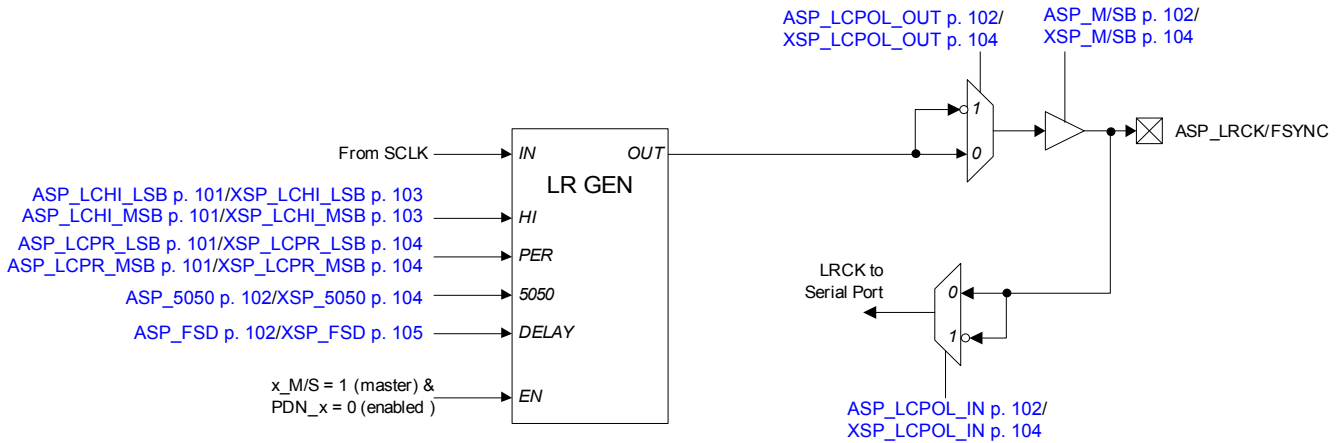 ASP_LCPOL_OUT p. 102/
XSP_LCPOL_OUT p. 104
ASP_M/SB p. 102/
XSP_M/SB p. 104
1
0
ASP_LRCK/FSYNC
From SCLK
IN
OUT
LR GEN
ASP_LCHI_LSB p. 101/XSP_LCHI_LSB p. 103
ASP_LCHI_MSB p. 101/XSP_LCHI_MSB p. 103
HI
ASP_LCPR_LSB p. 101/XSP_LCPR_LSB p. 104
ASP_LCPR_MSB p. 101/XSP_LCPR_MSB p. 104
PER
ASP_5050 p. 102/XSP_5050 p. 104
5050
ASP_FSD p. 102/XSP_FSD p. 105
DELAY
x_M/S = 1 (master) &
PDN_x = 0 (enabled )
EN
LRCK to
Serial Port
0
1
ASP_LCPOL_IN p. 102/
XSP_LCPOL_IN p. 104